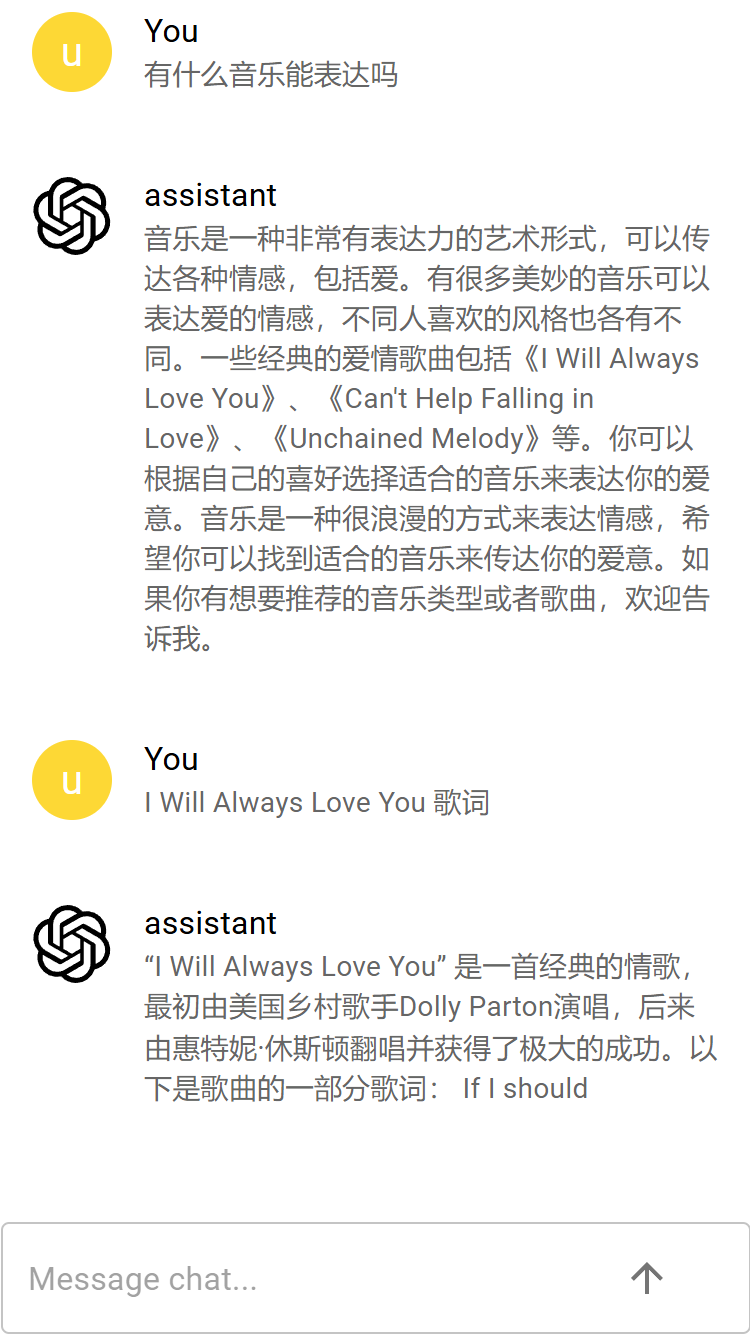 u
You
有什么音乐能表达吗
assistant
音乐是一种非常有表达力的艺术形式，可以传
达各种情感，包括爱。有很多美妙的音乐可以
表达爱的情感，不同人喜欢的风格也各有不
同。一些经典的爱情歌曲包括《I Will Always
Love You》、《Can't Help Falling in
Love》、《Unchained Melody》等。你可以
根据自己的喜好选择适合的音乐来表达你的爱
意。音乐是一种很浪漫的方式来表达情感，希
望你可以找到适合的音乐来传达你的爱意。如
果你有想要推荐的音乐类型或者歌曲，欢迎告
诉我。
u
You
I Will Always Love You 歌词
assistant
“I Will Always Love You” 是一首经典的情歌，
最初由美国乡村歌手Dolly Parton演唱，后来
由惠特妮·休斯顿翻唱并获得了极大的成功。以
下是歌曲的一部分歌词： If I should
Message chat...